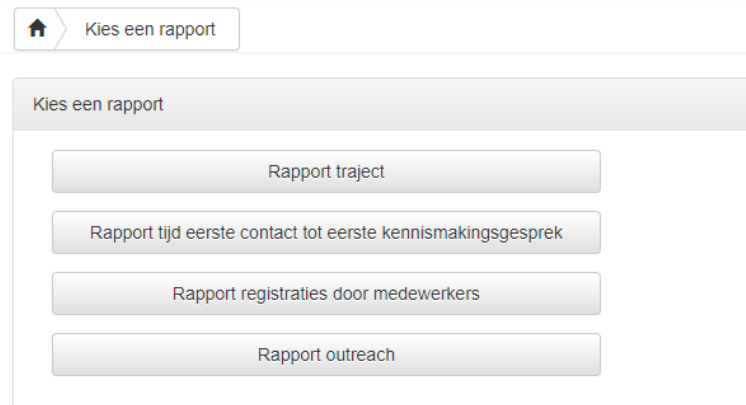 Kies een rapport
Kies een rapport
Rapport traject
Rapport tijd eerste contact tot eerste kennismakingsgesprek
Rapport registraties door medewerkers
Rapport outreach